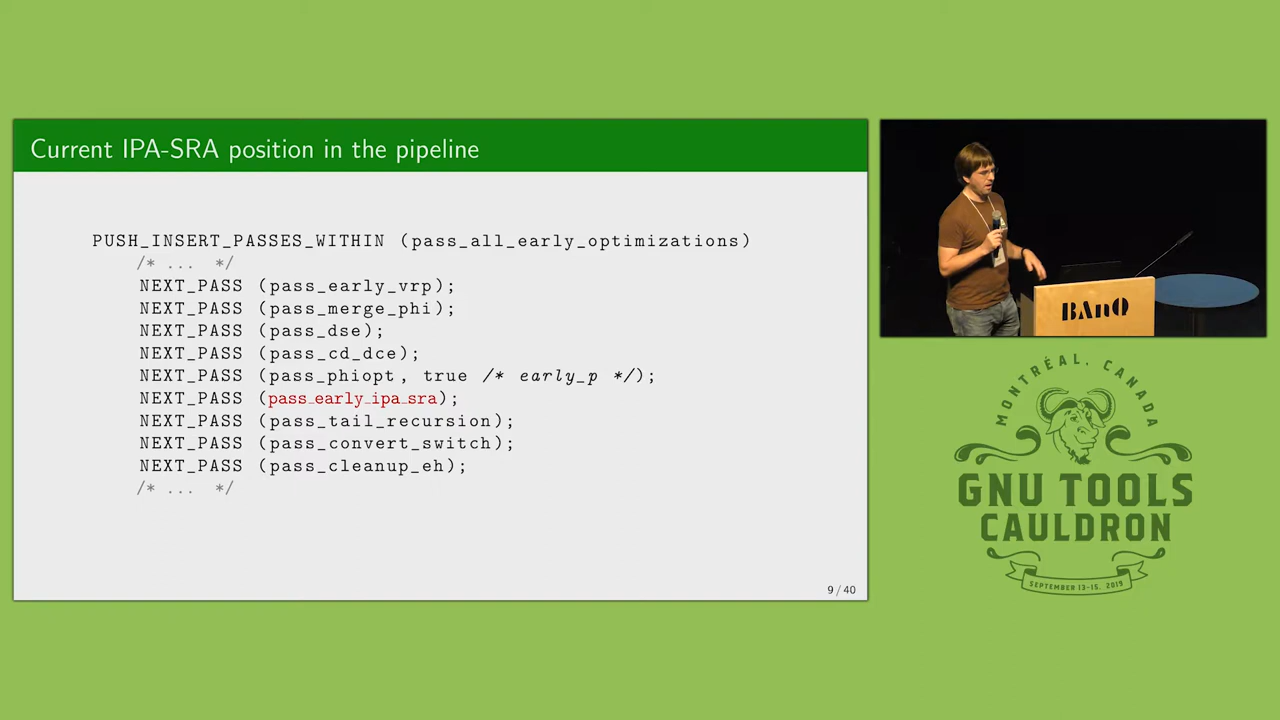 Current IPA-SRA position in the pipeline
PUSH_INSERT_PASSES_WITHIN (pass_all_early_optimizations)
/* ... */
NEXT_PASS (pass_early_vrp);
NEXT_PASS (pass_merge_phi);
NEXT_PASS (pass_dse);
NEXT_PASS (pass_cd_dce);
NEXT_PASS (pass_phiopt, true /* early_p */);
NEXT_PASS (pass_early_ipa_sra);
NEXT_PASS (pass_tail_recursion);
NEXT_PASS (pass_convert_switch);
NEXT_PASS (pass_cleanup_eh);
/* ... */
9 / 40
BAnQ
MONTRÉAL, CANADA
GNU TOOLS
CAULDRON
SEPTEMBER 13-15, 2019